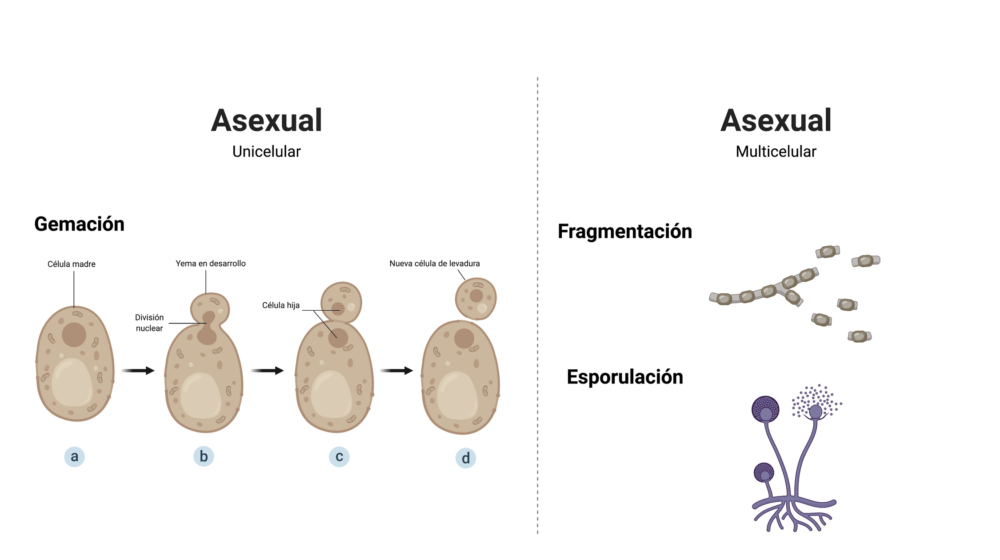 Asexual
Unicelular
Gemación
Célula madre
Yema en desarrollo
División
nuclear
Célula hija
Nueva célula de levadura
a
b
c
d
Asexual
Multicelular
Fragmentación
Esporulación